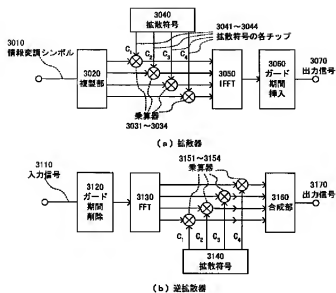 3040
拡散符号
3010
情報変調シンボル
C₁
C₂
C₃
C₄
3041〜3044
拡散符号の各チップ
3020
複製部
3050
IFFT
3060
ガード
期間
挿入
3070
出力信号
乗算器
3031〜3034
(a) 拡散器
3110
入力信号
3151〜3154
乗算器
3120
ガード
期間
削除
3130
FFT
3160
合成部
3170
出力信号
C₁
C₂
C₃
C₄
3140
拡散符号
(b) 逆拡散器